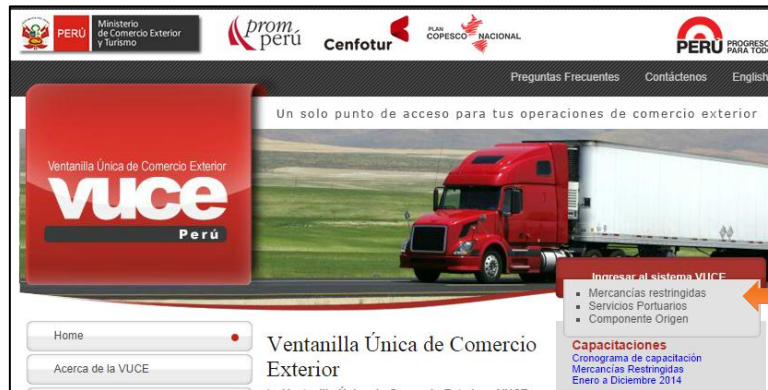 PERÚ
Ministerio
de Comercio Exterior
y Turismo
prom
perú
Cenfotur
PLAN
COPESCO NACIONAL
PERÚ PROGRESO
PARA TODO
Preguntas Frecuentes Contáctenos English
Un solo punto de acceso para tus operaciones de comercio exterior
Ventanilla Única de Comercio Exterior
vuce
Perú
Ingresar al sistema VUCE
Mercancías restringidas
Servicios Portuarios
Componente Origen
Home
Acerca de la VUCE
Ventanilla Única de Comercio
Exterior
Capacitaciones
Cronograma de capacitación
Mercancías Restringidas
Enero a Diciembre 2014